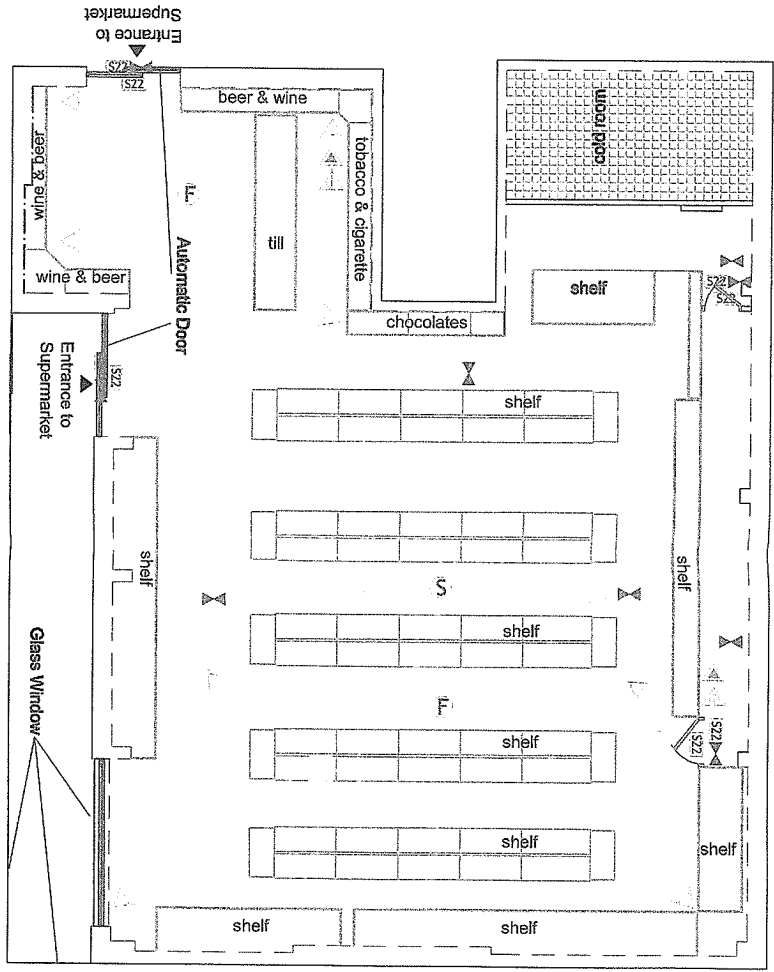 Entrance to
Supermarket
S22
S22
beer & wine
wine & beer
wine & beer
tobacco & cigarette
till
Automatic Door
chocolates
cold room
shelf
S22
S22
Entrance to
Supermarket
S22
shelf
shelf
shelf
S
shelf
F
shelf
shelf
S22
S22
shelf
shelf
shelf
Glass Window